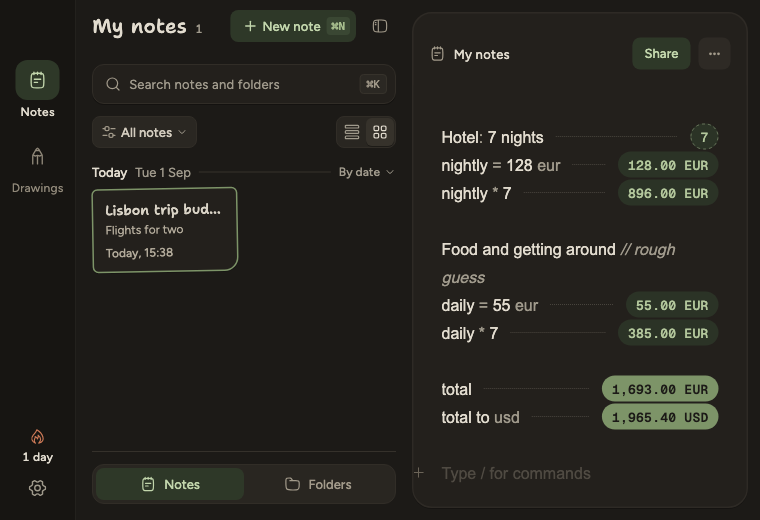 My notes 1
+ New note ⌘N
Search notes and folders ⌘K
All notes
Today Tue 1 Sep By date
Lisbon trip bud...
Flights for two
Today, 15:38
Notes
Drawings
1 day
Notes
Folders
My notes
Share
Hotel: 7 nights 7
nightly = 128 eur 128.00 EUR
nightly * 7 896.00 EUR
Food and getting around // rough
guess
daily = 55 eur 55.00 EUR
daily * 7 385.00 EUR
total 1,693.00 EUR
total to usd 1,965.40 USD
+ Type / for commands